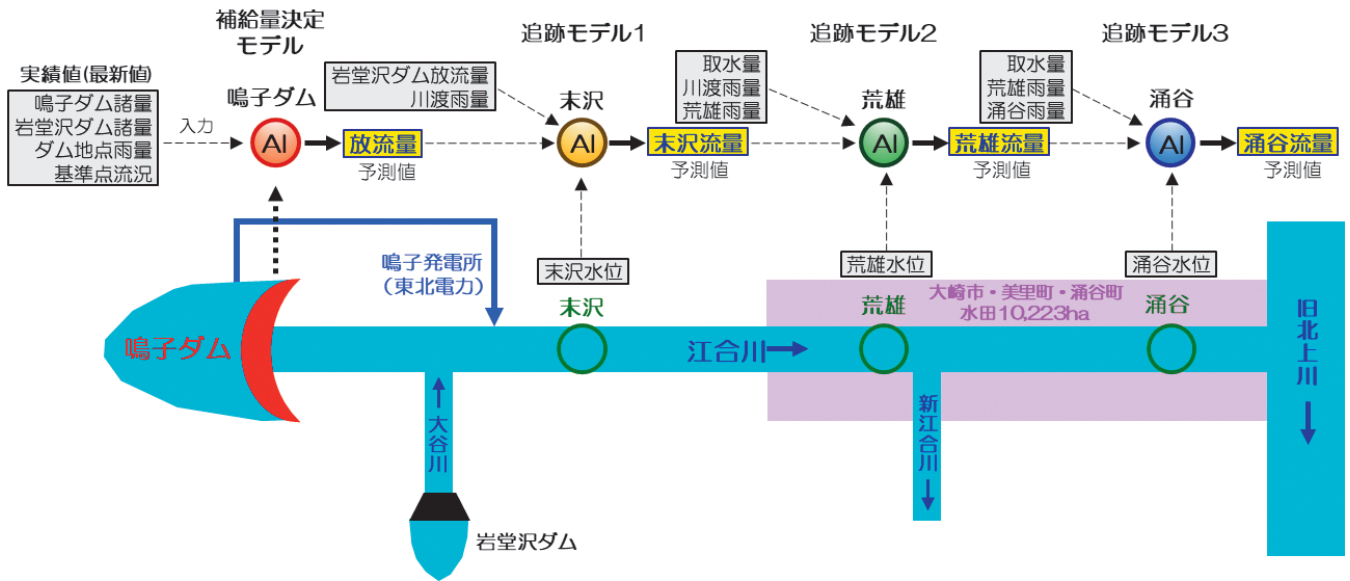 補給量決定
モデル
追跡モデル1
追跡モデル2
追跡モデル3
実績値(最新値)
鳴子ダム諸量
岩堂沢ダム諸量
ダム地点雨量
基準点流況
入力
鳴子ダム
AI
放流量
予測値
岩堂沢ダム放流量
川渡雨量
末沢
AI
末沢流量
予測値
取水量
川渡雨量
荒雄雨量
荒雄
AI
荒雄流量
予測値
取水量
荒雄雨量
涌谷雨量
涌谷
AI
涌谷流量
予測値
鳴子発電所
(東北電力)
末沢水位
荒雄水位
涌谷水位
大崎市・美里町・涌谷町
水田10,223ha
末沢
荒雄
涌谷
鳴子ダム
江合川
旧北上川
大谷川
新江合川
岩堂沢ダム